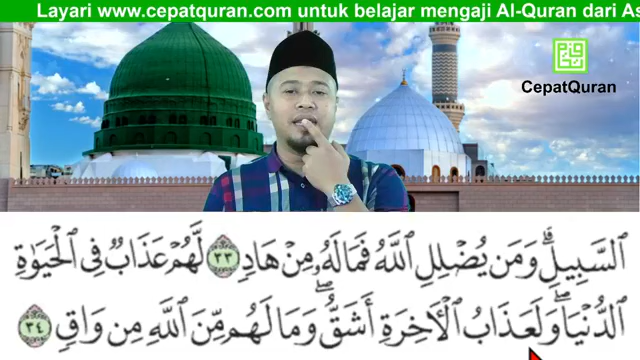 Layari www.cepatquran.com untuk belajar mengaji Al-Quran dari As
CepatQuran
ٱلسَّبِيلِۗ وَمَن يُضْلِلِ ٱللَّهُ فَمَا لَهُۥ مِنْ هَادٍ ٣٣ لَّهُمْ عَذَابٌ فِى ٱلْحَيَوٰةِ
ٱلدُّنْيَاۖ وَلَعَذَابُ ٱلْـَٔاخِرَةِ أَشَقُّۖ وَمَا لَهُم مِّنَ ٱللَّهِ مِن وَاقٍ ٣٤